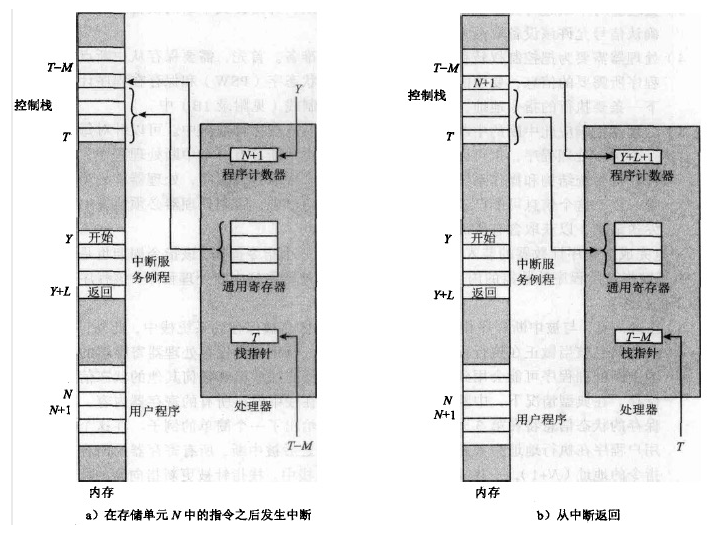 T−M
控制栈
T
Y
N+1
程序计数器
Y
开始
中断服
务例程
通用寄存器
Y+L
返回
T
栈指针
N
N+1
用户程序
处理器
T−M
内存
a）在存储单元 N 中的指令之后发生中断
T−M
N+1
控制栈
T
Y+L+1
程序计数器
Y
开始
中断服
务例程
通用寄存器
Y+L
返回
T−M
栈指针
N
N+1
用户程序
处理器
T
内存
b）从中断返回